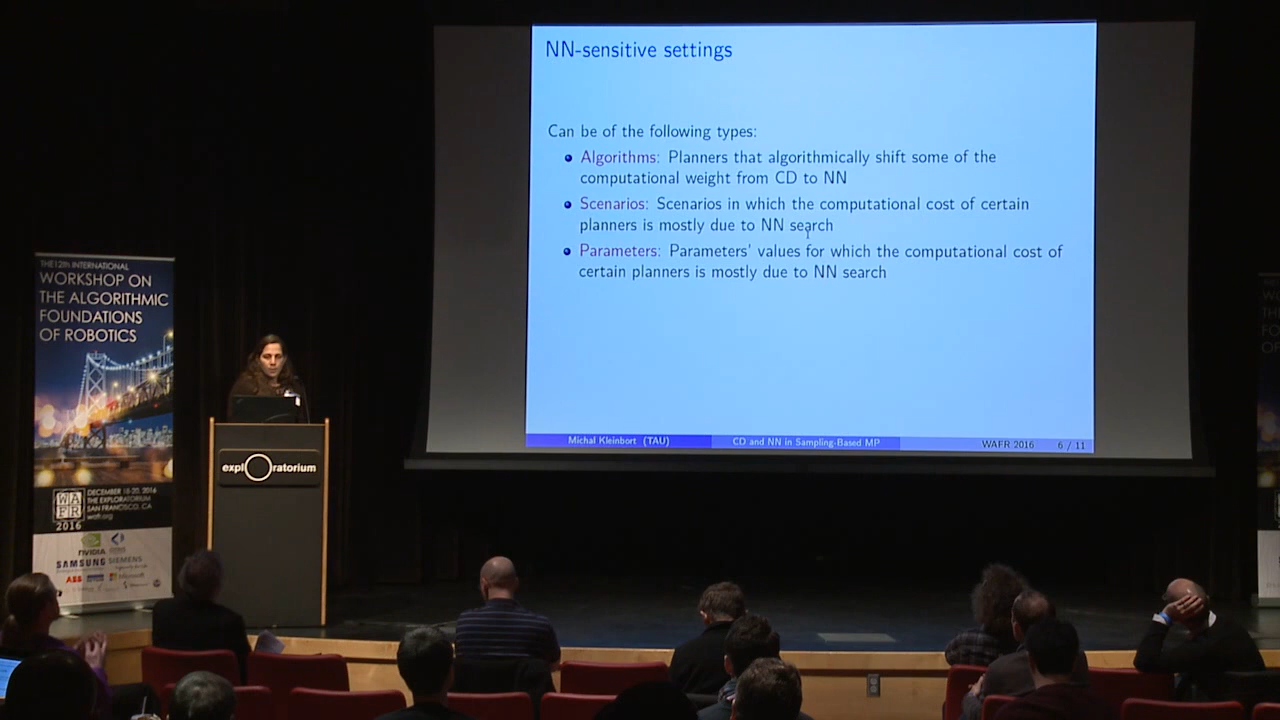 NN-sensitive settings
Can be of the following types:
Algorithms: Planners that algorithmically shift some of the
computational weight from CD to NN
Scenarios: Scenarios in which the computational cost of certain
planners is mostly due to NN search
Parameters: Parameters' values for which the computational cost of
certain planners is mostly due to NN search
Michal Kleinbort (TAU)
CD and NN in Sampling-Based MP
WAFR 2016
6 / 11
THE 12th INTERNATIONAL
WORKSHOP ON
THE ALGORITHMIC
FOUNDATIONS
OF ROBOTICS
WA
FR
2016
DECEMBER 18-20, 2016
THE EXPLORATORIUM
SAN FRANCISCO, CA
wafr.org
NVIDIA
SAMSUNG SIEMENS
ABB
Microsoft
explOratorium